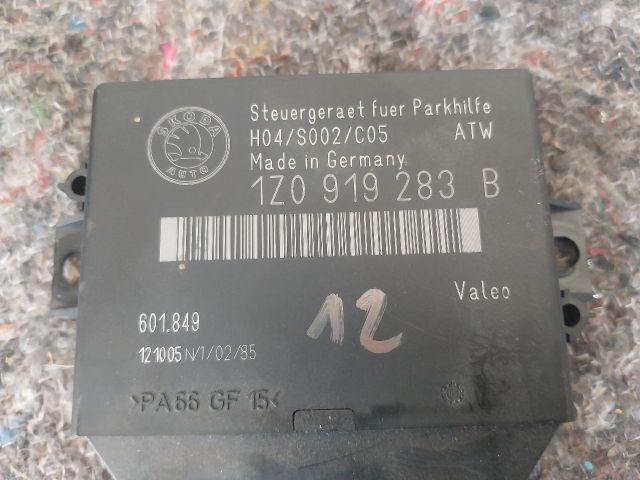 SKODA
AUTO
Steuergeraet fuer Parkhilfe
H04/S002/C05 ATW
Made in Germany
1Z0 919 283 B
Valeo
12
601.849
121005 N/1/02/85
>PA66 GF 15<